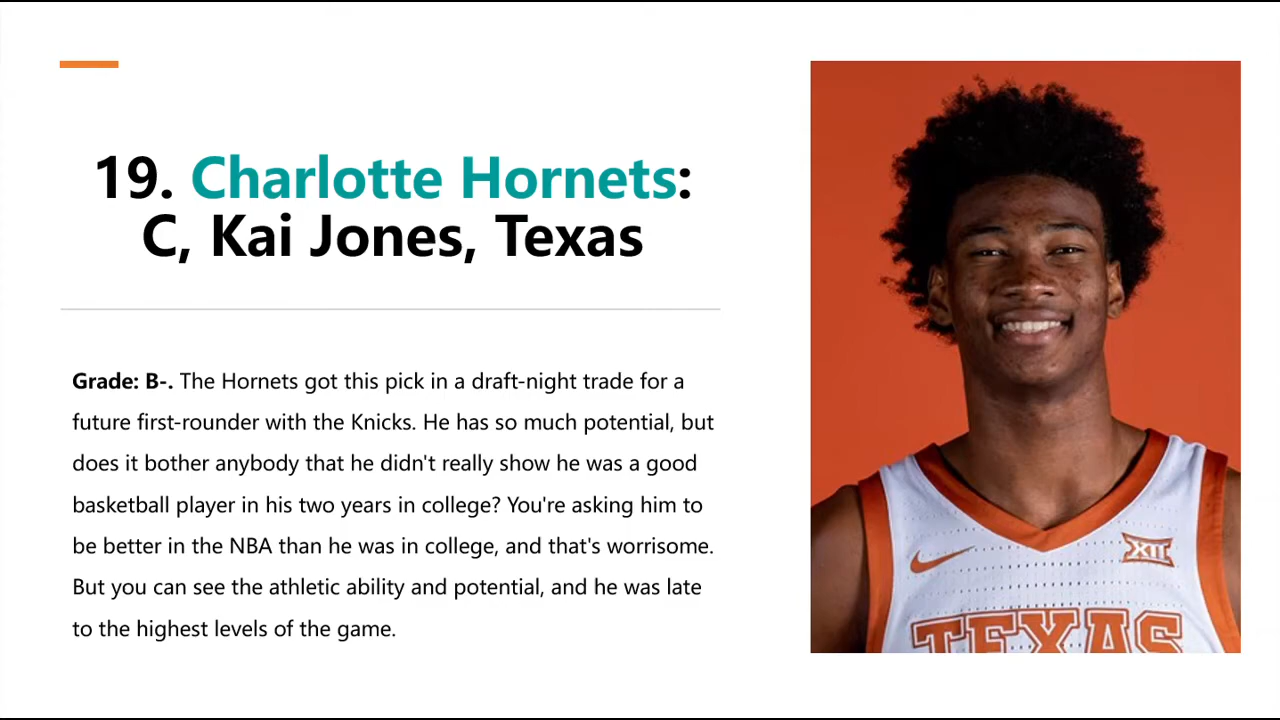 19. Charlotte Hornets:
C, Kai Jones, Texas
Grade: B-. The Hornets got this pick in a draft-night trade for a
future first-rounder with the Knicks. He has so much potential, but
does it bother anybody that he didn't really show he was a good
basketball player in his two years in college? You're asking him to
be better in the NBA than he was in college, and that's worrisome.
But you can see the athletic ability and potential, and he was late
to the highest levels of the game.
XII
TEXAS